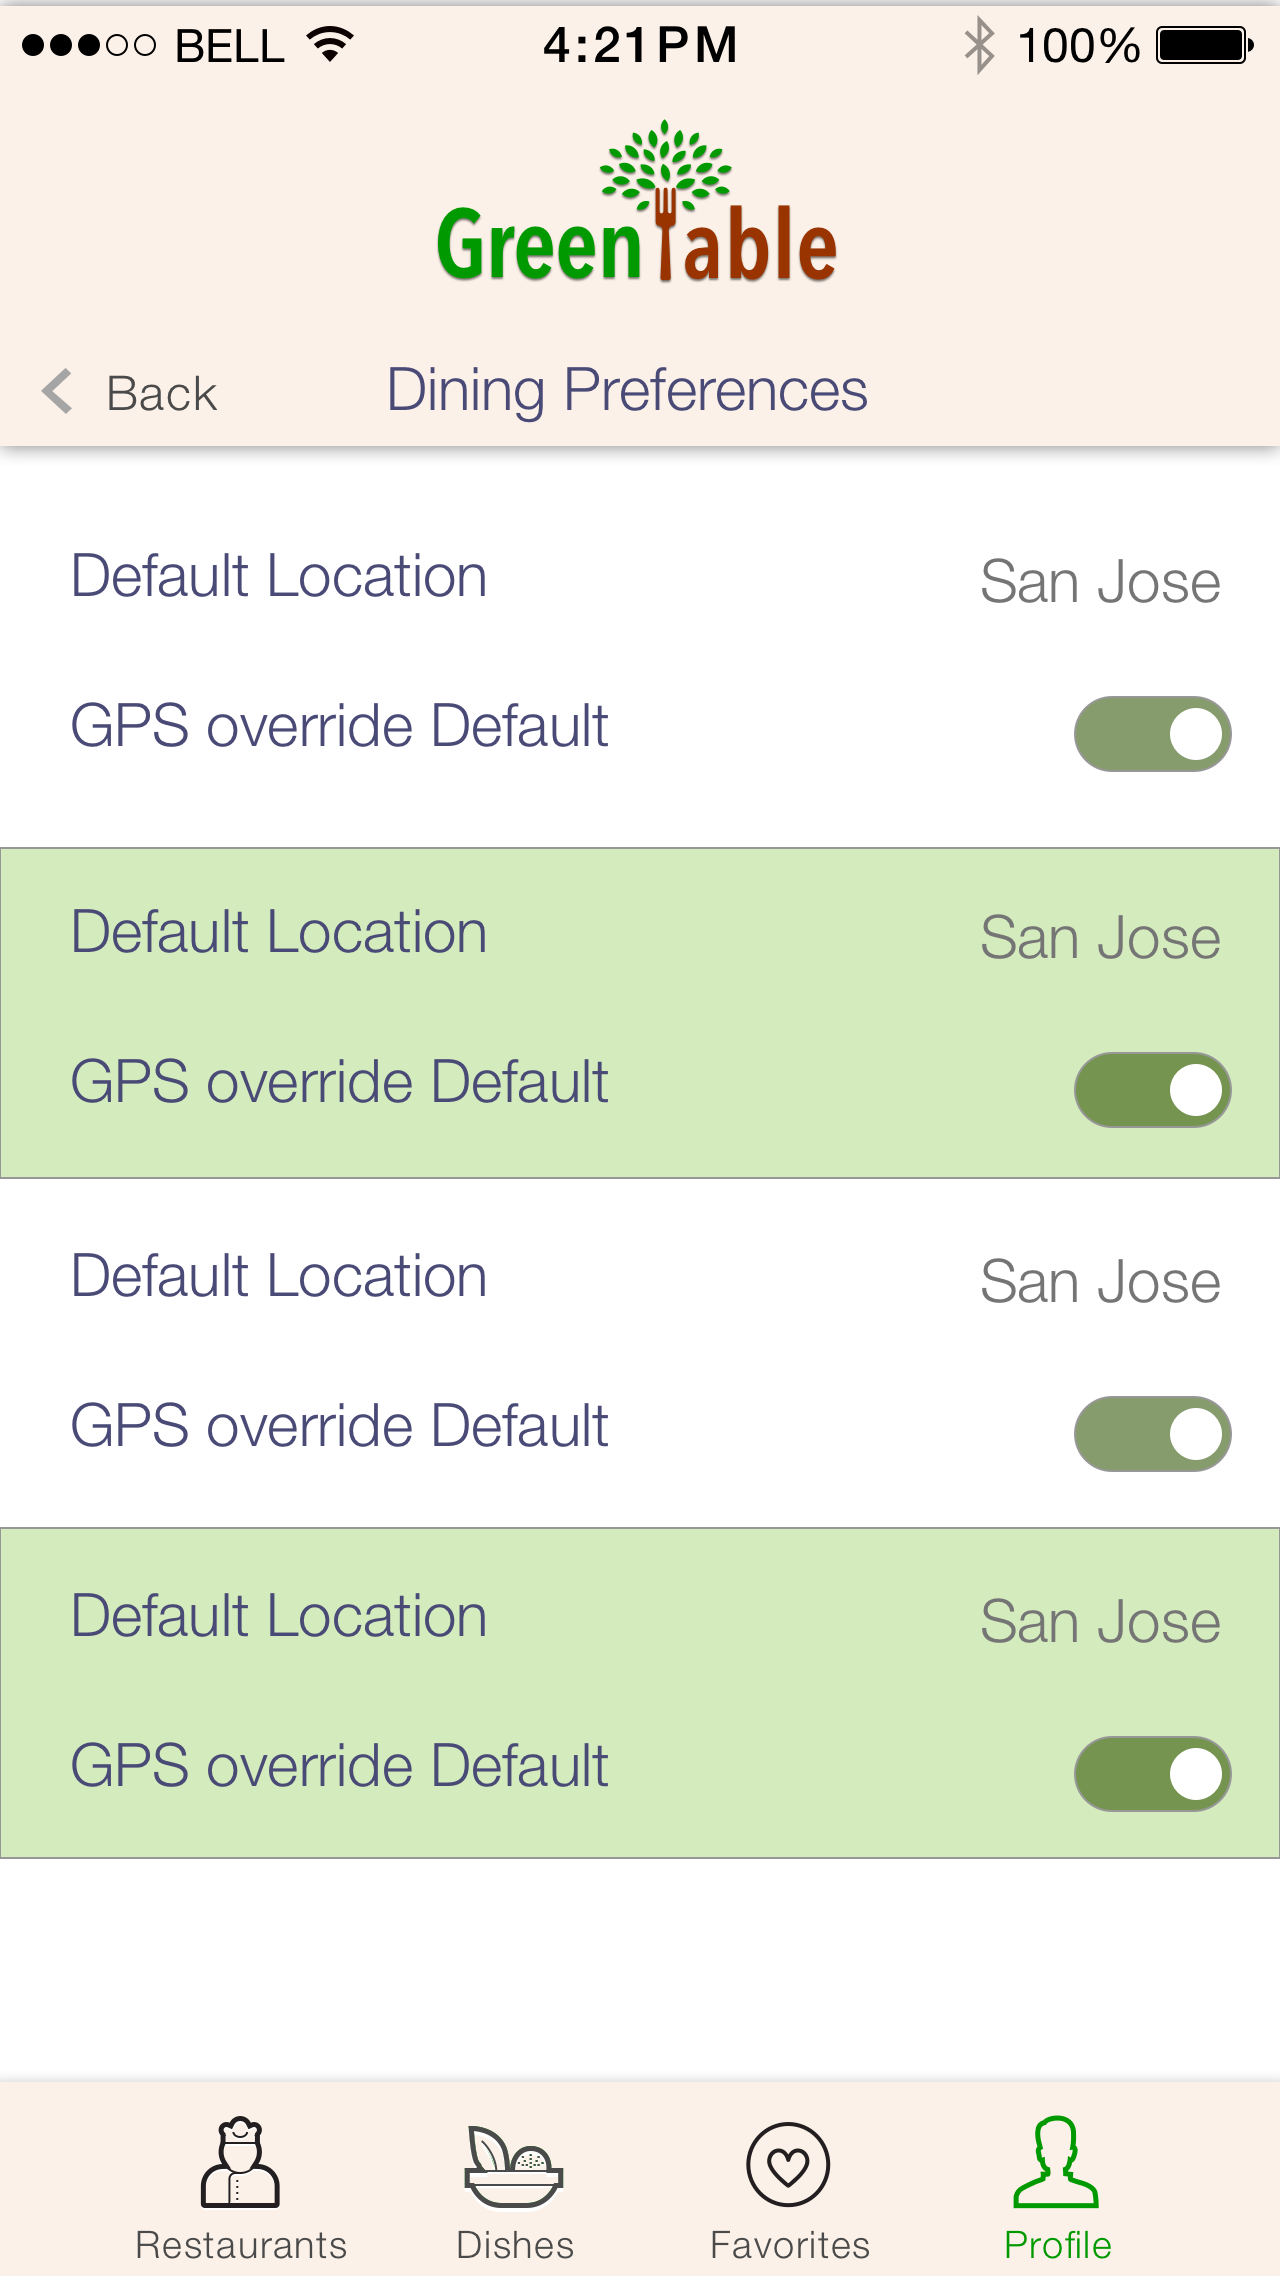 BELL 4:21PM 100%
GreenTable
Back Dining Preferences
Default Location San Jose
GPS override Default
Default Location San Jose
GPS override Default
Default Location San Jose
GPS override Default
Default Location San Jose
GPS override Default
Restaurants Dishes Favorites Profile